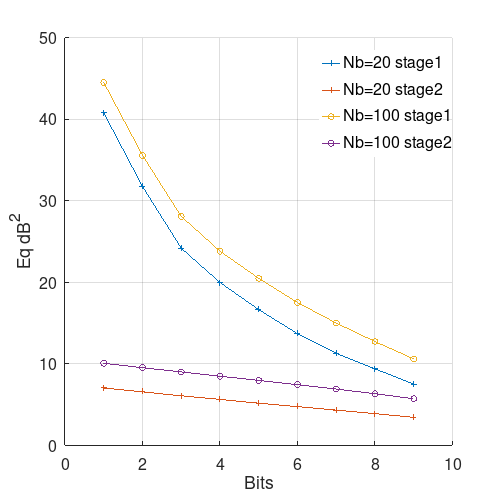 50
40
30
20
10
0
0 2 4 6 8 10
Bits
Eq dB²
Nb=20 stage1
Nb=20 stage2
Nb=100 stage1
Nb=100 stage2